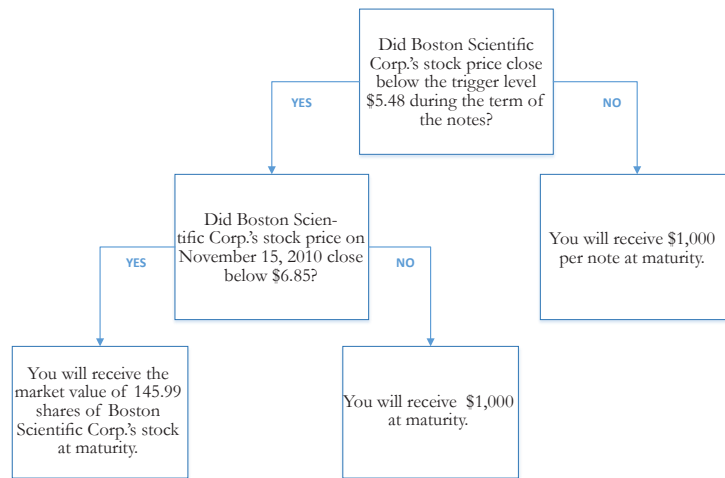 Did Boston Scientific
Corp.'s stock price close
below the trigger level
$5.48 during the term of
the notes?
YES
NO
Did Boston Scien-
tific Corp.'s stock price on
November 15, 2010 close
below $6.85?
You will receive $1,000
per note at maturity.
YES
NO
You will receive the
market value of 145.99
shares of Boston
Scientific Corp.'s stock
at maturity.
You will receive $1,000
at maturity.